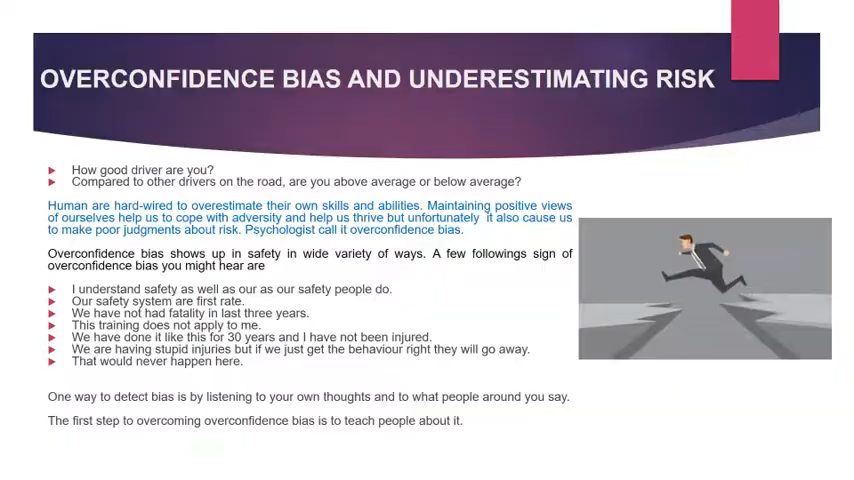 OVERCONFIDENCE BIAS AND UNDERESTIMATING RISK
How good driver are you?
Compared to other drivers on the road, are you above average or below average?
Human are hard-wired to overestimate their own skills and abilities. Maintaining positive views
of ourselves help us to cope with adversity and help us thrive but unfortunately it also cause us
to make poor judgments about risk. Psychologist call it overconfidence bias.
Overconfidence bias shows up in safety in wide variety of ways. A few followings sign of
overconfidence bias you might hear are
I understand safety as well as our as our safety people do.
Our safety system are first rate.
We have not had fatality in last three years.
This training does not apply to me.
We have done it like this for 30 years and I have not been injured.
We are having stupid injuries but if we just get the behaviour right they will go away.
That would never happen here.
One way to detect bias is by listening to your own thoughts and to what people around you say.
The first step to overcoming overconfidence bias is to teach people about it.